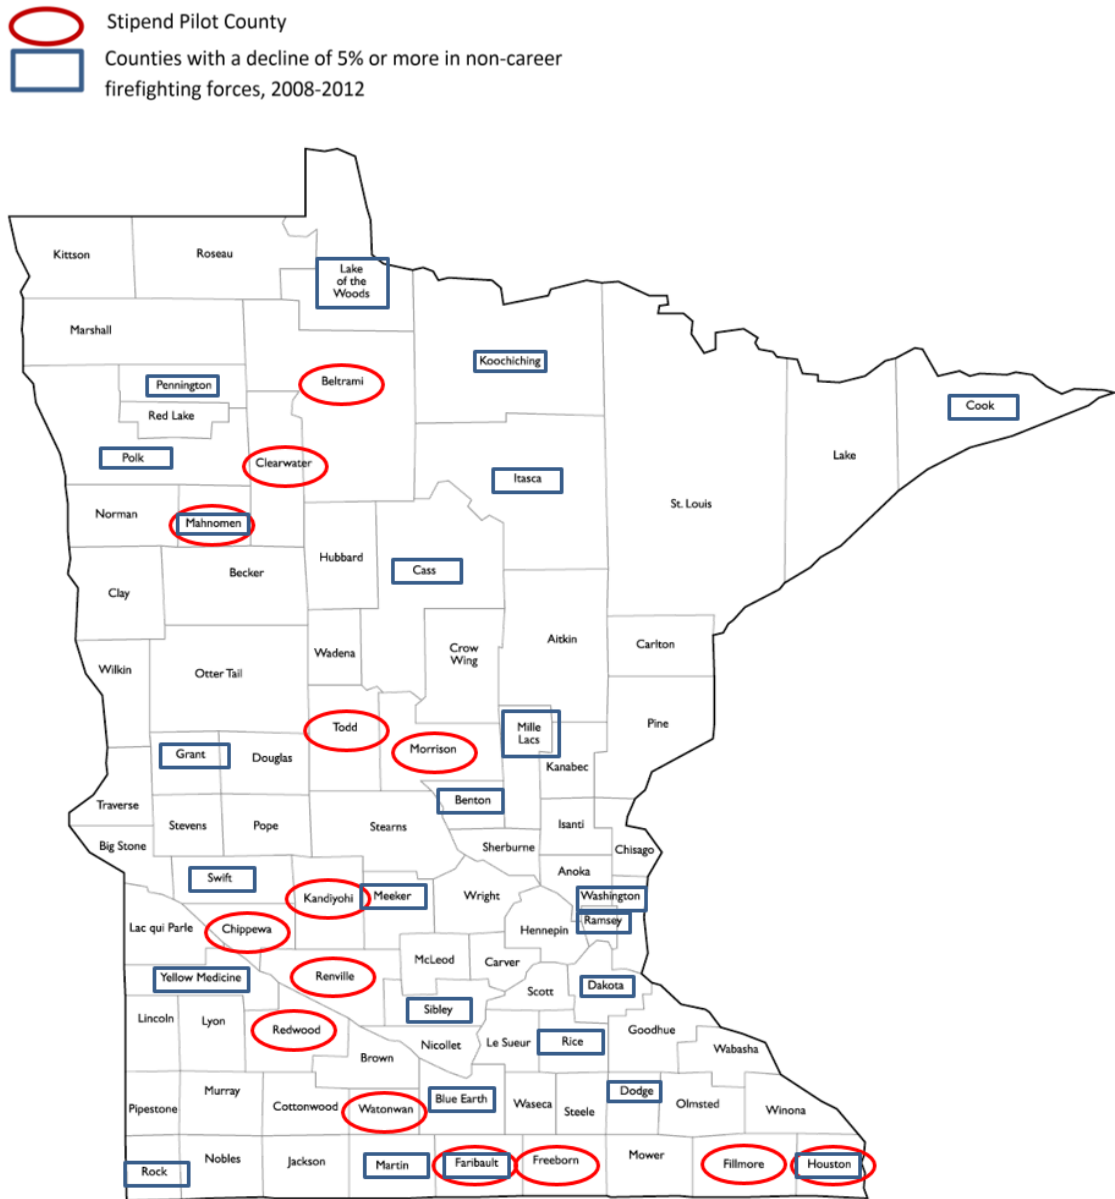 Stipend Pilot County
Counties with a decline of 5% or more in non-career
firefighting forces, 2008-2012
Kittson
Roseau
Lake
of the
Woods
Marshall
Koochiching
Beltrami
Pennington
Red Lake
Cook
Polk
Clearwater
Lake
Itasca
St. Louis
Norman
Mahnomen
Hubbard
Cass
Becker
Clay
Aitkin
Carlton
Wadena
Crow
Wing
Wilkin
Otter Tail
Todd
Morrison
Mille
Lacs
Pine
Grant
Douglas
Kanabec
Traverse
Benton
Stevens
Pope
Stearns
Isanti
Big Stone
Sherburne
Chisago
Swift
Anoka
Kandiyohi
Meeker
Wright
Washington
Lac qui Parle
Chippewa
Hennepin
Ramsey
McLeod
Carver
Yellow Medicine
Renville
Scott
Dakota
Sibley
Lincoln
Lyon
Redwood
Nicollet
Le Sueur
Rice
Goodhue
Wabasha
Brown
Murray
Pipestone
Cottonwood
Watonwan
Blue Earth
Waseca
Steele
Dodge
Olmsted
Winona
Rock
Nobles
Jackson
Martin
Faribault
Freeborn
Mower
Fillmore
Houston